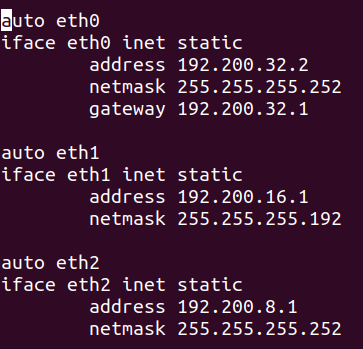 auto eth0
iface eth0 inet static
address 192.200.32.2
netmask 255.255.255.252
gateway 192.200.32.1
auto eth1
iface eth1 inet static
address 192.200.16.1
netmask 255.255.255.192
auto eth2
iface eth2 inet static
address 192.200.8.1
netmask 255.255.255.252